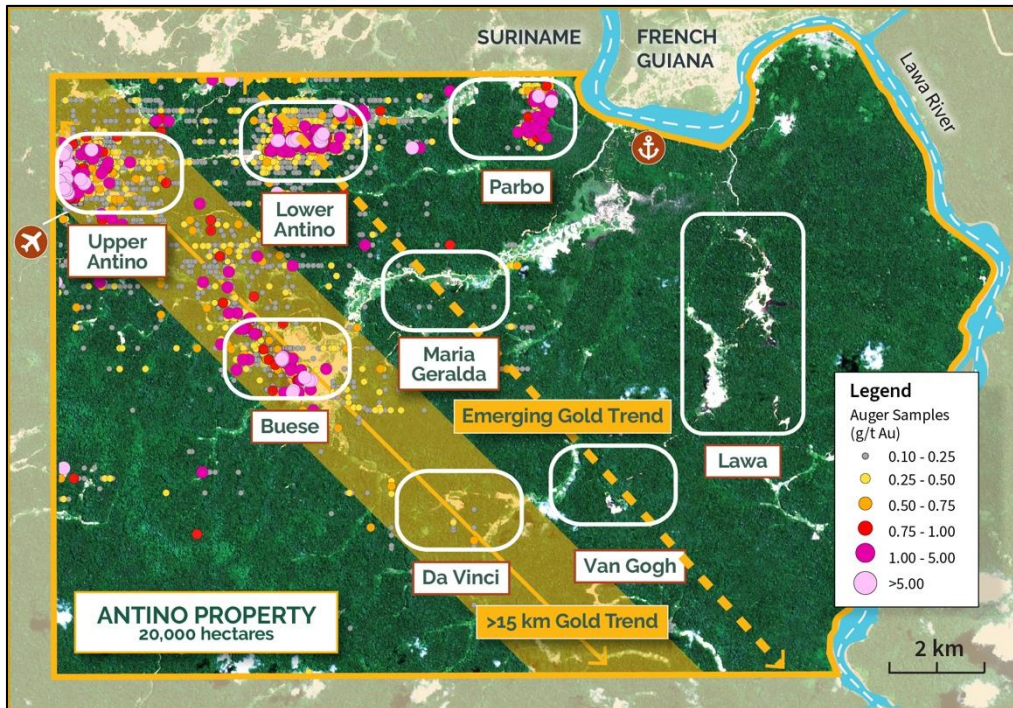 SURINAME
FRENCH
GUIANA
Lawa River
Upper
Antino
Lower
Antino
Parbo
Maria
Geralda
Buese
Emerging Gold Trend
Lawa
Da Vinci
Van Gogh
>15 km Gold Trend
ANTINO PROPERTY
20,000 hectares
Legend
Auger Samples
(g/t Au)
0.10 - 0.25
0.25 - 0.50
0.50 - 0.75
0.75 - 1.00
1.00 - 5.00
>5.00
2 km